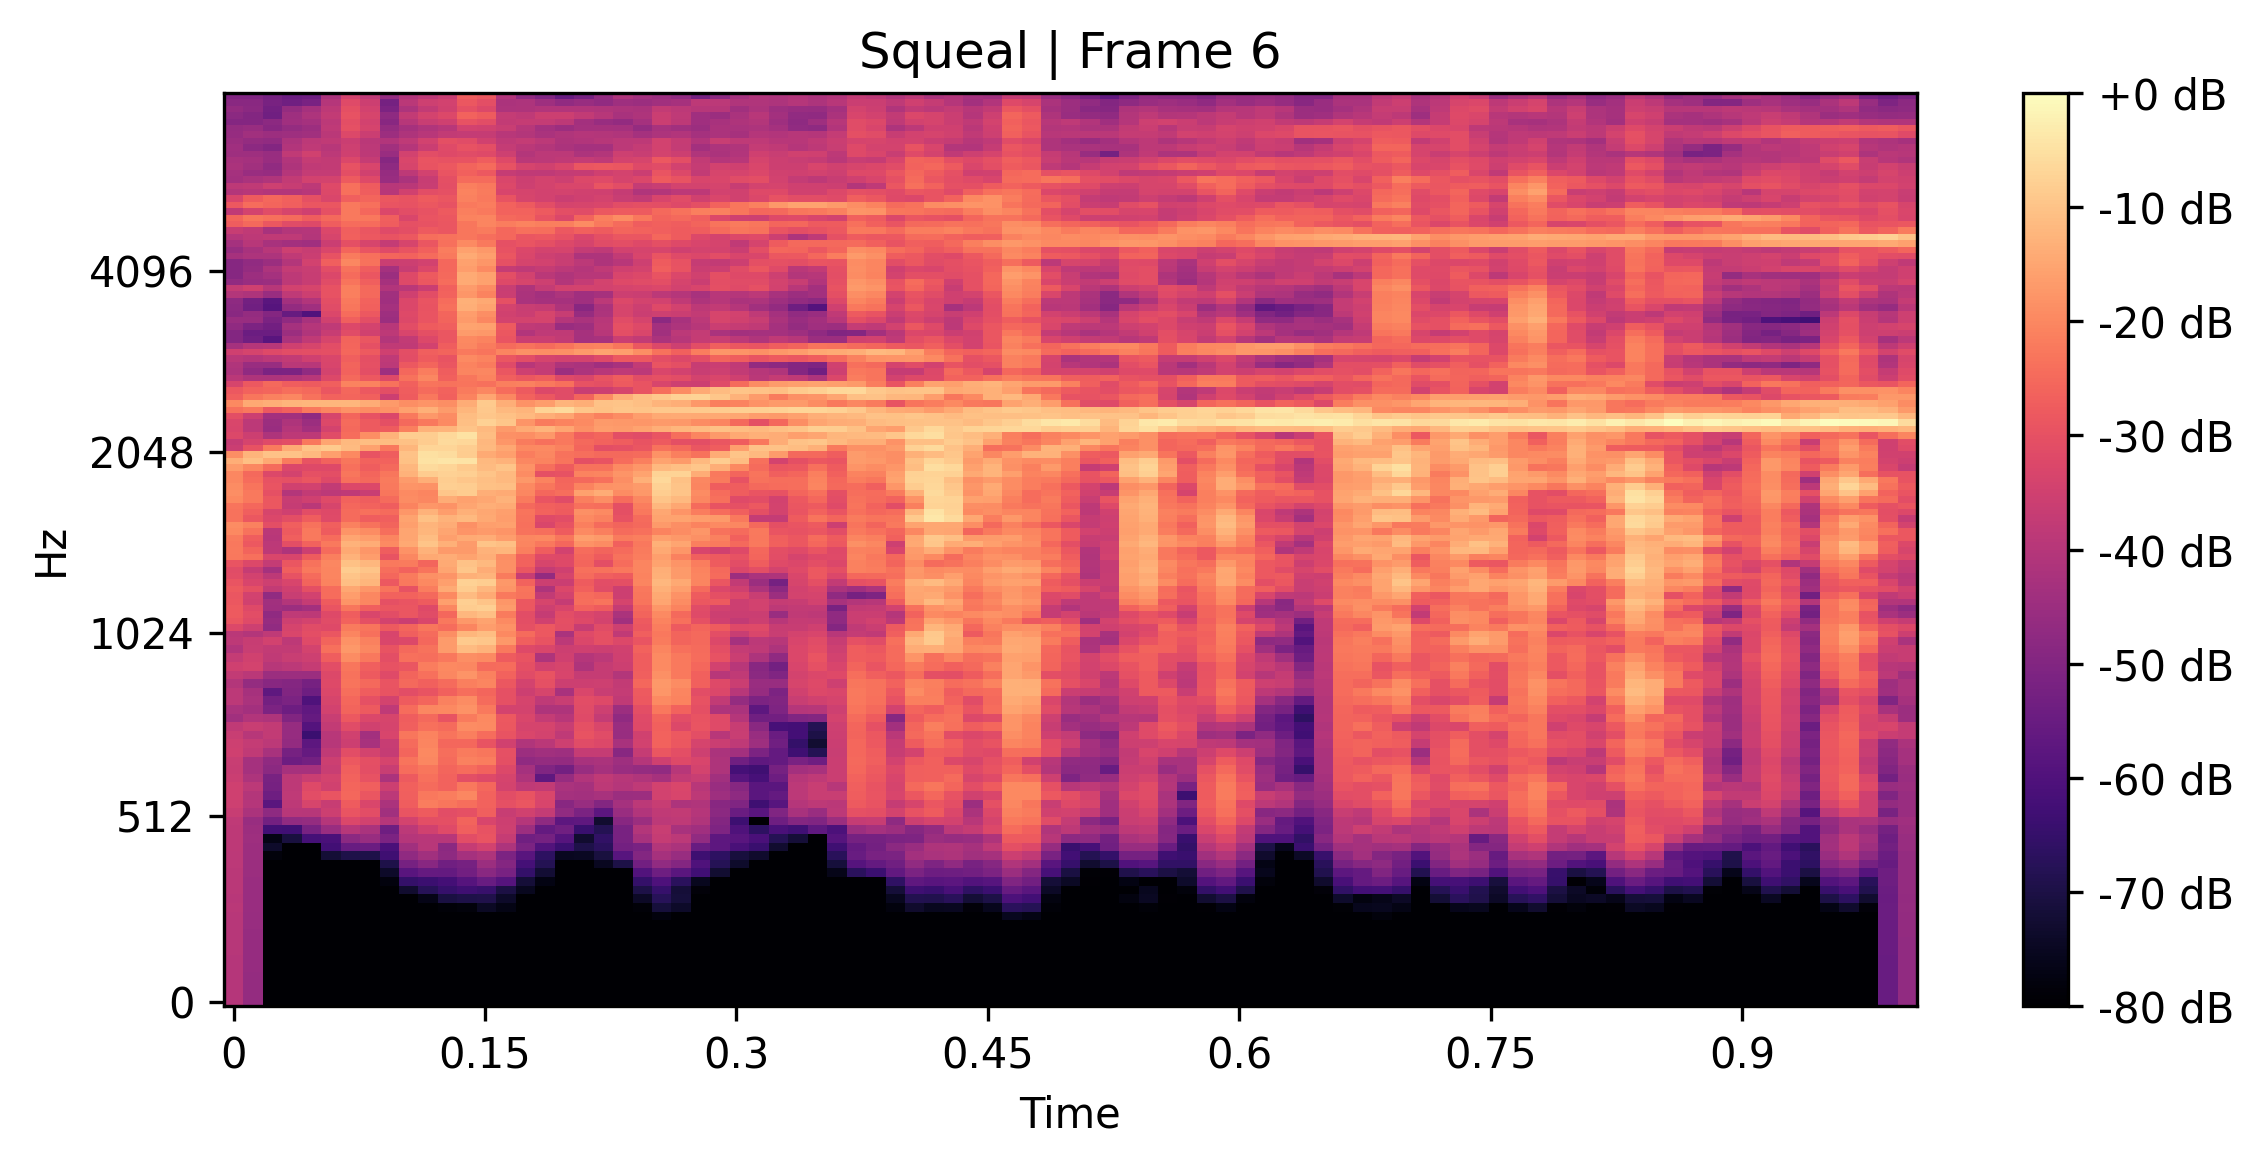 Squeal | Frame 6
+0 dB
-10 dB
-20 dB
-30 dB
-40 dB
-50 dB
-60 dB
-70 dB
-80 dB
Hz
4096
2048
1024
512
0
0 0.15 0.3 0.45 0.6 0.75 0.9
Time